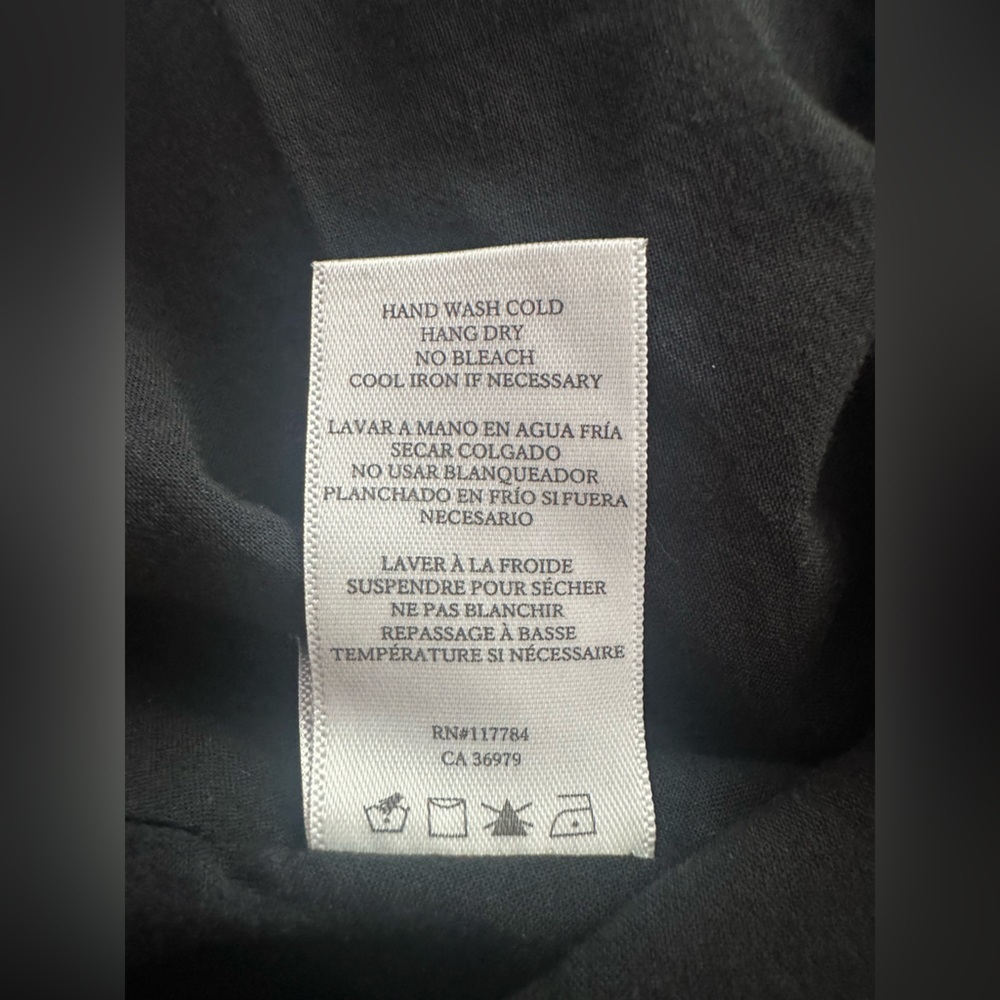 HAND WASH COLD
HANG DRY
NO BLEACH
COOL IRON IF NECESSARY
LAVAR A MANO EN AGUA FRÍA
SECAR COLGADO
NO USAR BLANQUEADOR
PLANCHADO EN FRÍO SI FUERA
NECESARIO
LAVER À LA FROIDE
SUSPENDRE POUR SÉCHER
NE PAS BLANCHIR
REPASSAGE À BASSE
TEMPÉRATURE SI NÉCESSAIRE
RN#117784
CA 36979